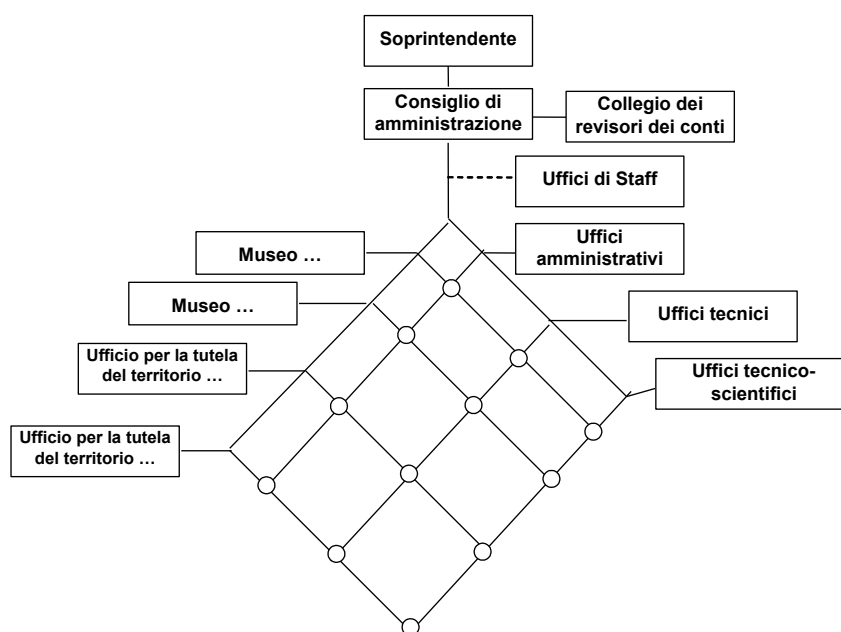 Soprintendente
Consiglio di
amministrazione
Collegio dei
revisori dei conti
Uffici di Staff
Museo …
Uffici
amministrativi
Museo …
Uffici tecnici
Ufficio per la tutela
del territorio …
Uffici tecnico-
scientifici
Ufficio per la tutela
del territorio …